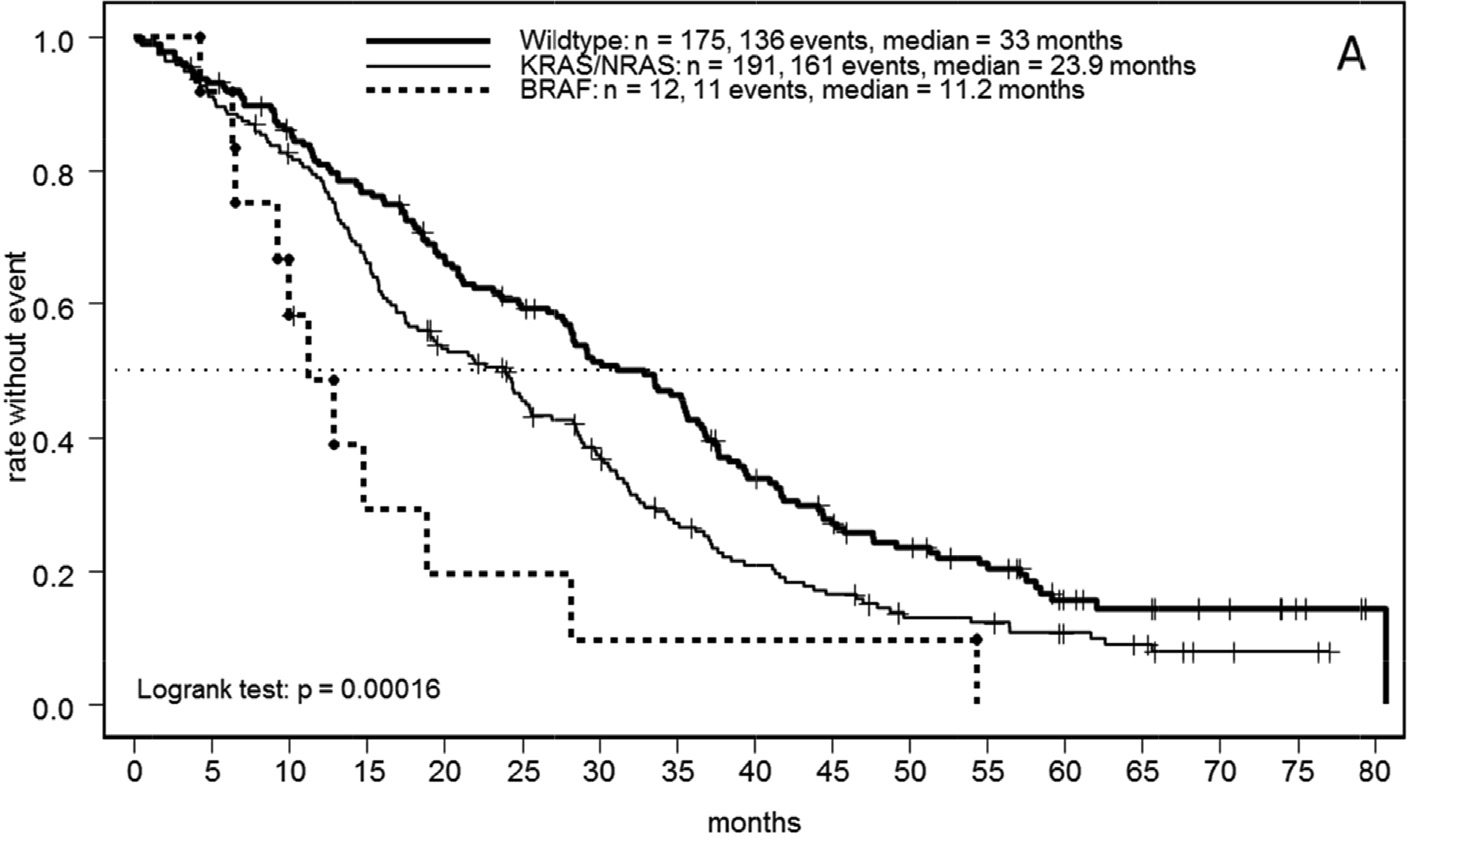 Wildtype: n = 175, 136 events, median = 33 months
KRAS/NRAS: n = 191, 161 events, median = 23.9 months
BRAF: n = 12, 11 events, median = 11.2 months
A
rate without event
1.0
0.8
0.6
0.4
0.2
0.0
Logrank test: p = 0.00016
0 5 10 15 20 25 30 35 40 45 50 55 60 65 70 75 80
months